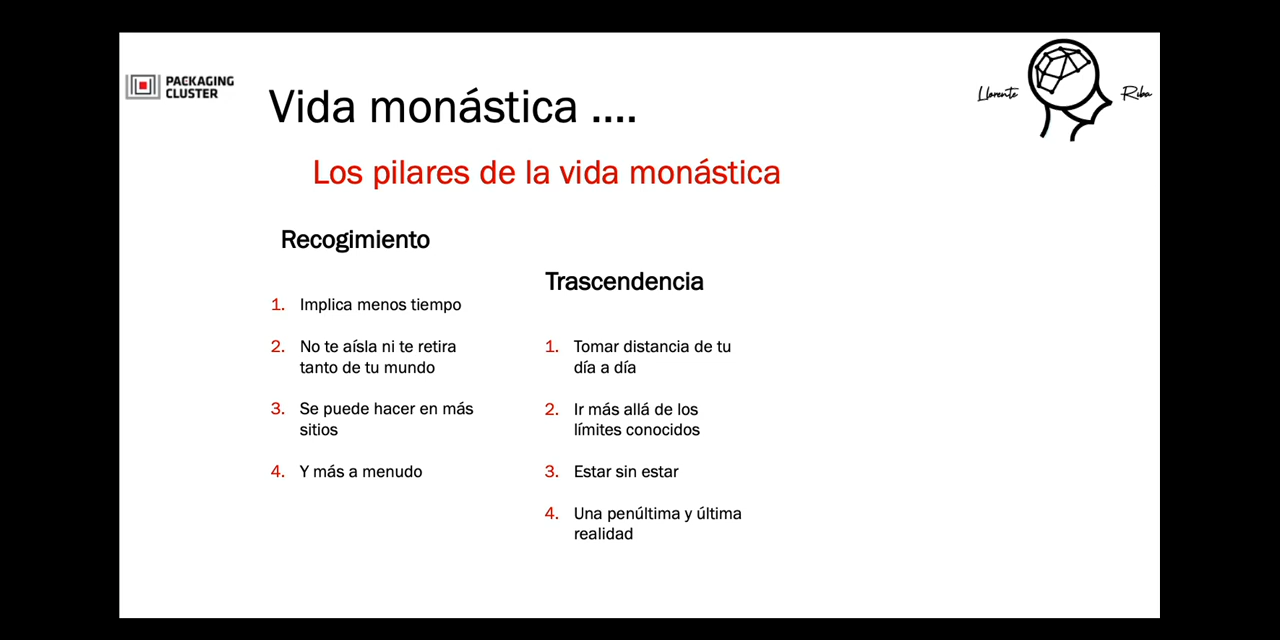 PACKAGING
CLUSTER
Llorente
Riba
Vida monástica ....
Los pilares de la vida monástica
Recogimiento
1. Implica menos tiempo
2. No te aísla ni te retira
tanto de tu mundo
3. Se puede hacer en más
sitios
4. Y más a menudo
Trascendencia
1. Tomar distancia de tu
día a día
2. Ir más allá de los
límites conocidos
3. Estar sin estar
4. Una penúltima y última
realidad